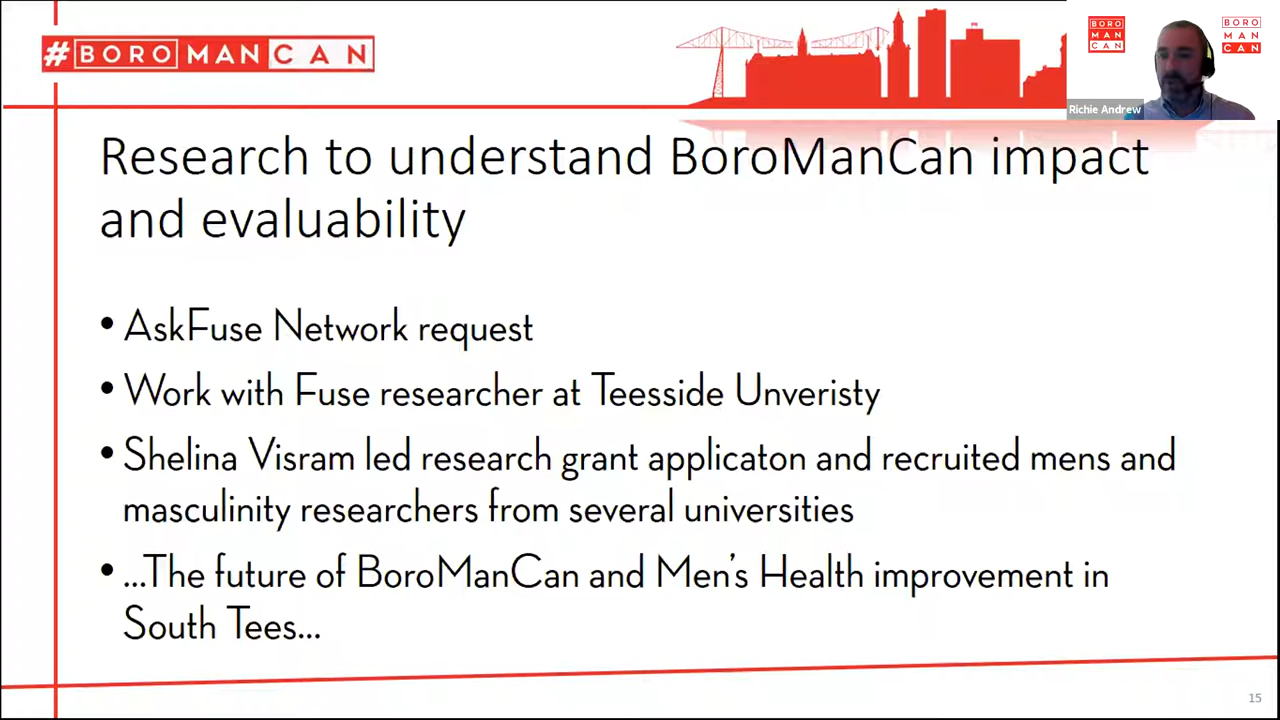 #BOROMANCAN
BORO
MAN
CAN
BORO
MAN
CAN
Richie Andrew
Research to understand BoroManCan impact
and evaluability
• AskFuse Network request
• Work with Fuse researcher at Teesside Unveristy
• Shelina Visram led research grant applicaton and recruited mens and
masculinity researchers from several universities
• ...The future of BoroManCan and Men's Health improvement in
South Tees...
15